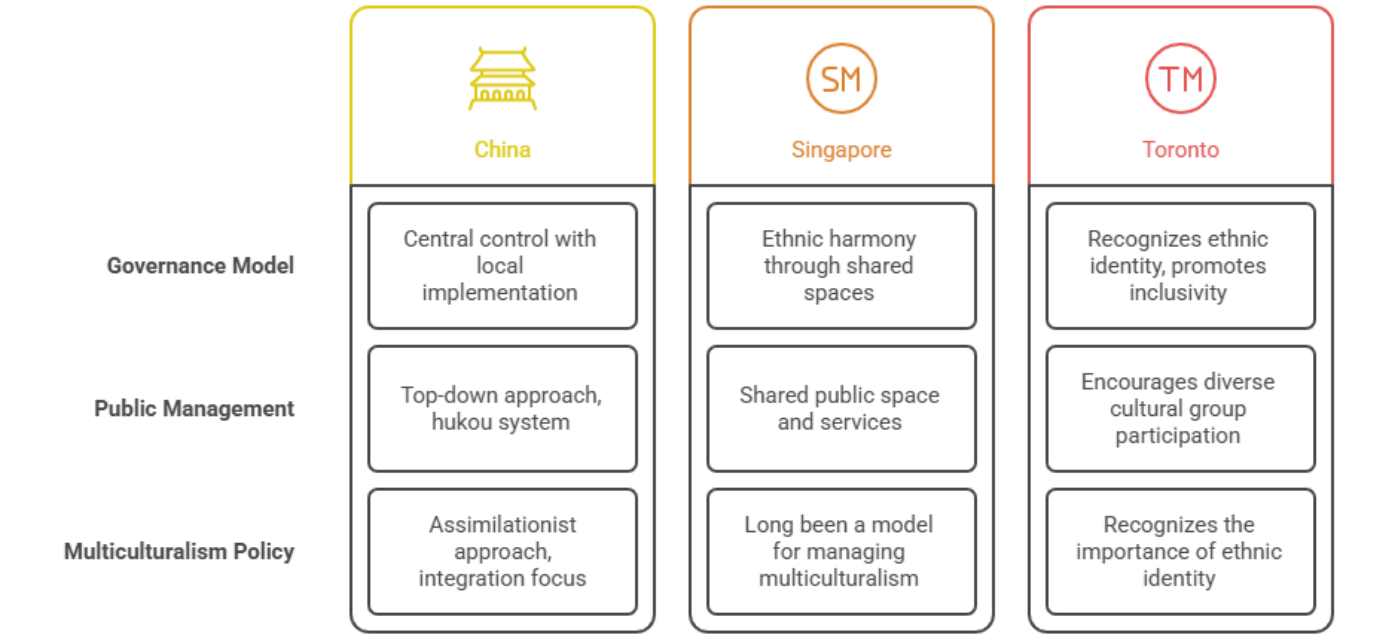 SM
TM
China
Singapore
Toronto
Governance Model
Central control with
local
implementation
Ethnic harmony
through shared
spaces
Recognizes ethnic
identity, promotes
inclusivity
Public Management
Top-down approach,
hukou system
Shared public space
and services
Encourages diverse
cultural group
participation
Multiculturalism Policy
Assimilationist
approach,
integration focus
Long been a model
for managing
multiculturalism
Recognizes the
importance of ethnic
identity